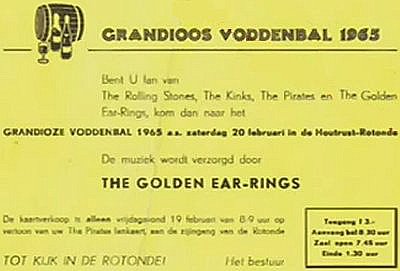 GRANDIOOS VODDENBAL 1965
Bent U fan van
The Rolling Stones, The Kinks, The Pirates en The Golden
Ear-Rings, kom dan naar het
GRANDIOZE VODDENBAL 1965 a.s. zaterdag 20 februari in de Houtrust-Rotonde
De muziek wordt verzorgd door
THE GOLDEN EAR-RINGS
De kaartverkoop is alleen vrijdagavond 19 februari van 8-9 uur op
vertoon van uw The Pirates lenkaart, aan de zijingang van de Rotonde
TOT KIJK IN DE ROTONDE! Het bestuur
Toegang f 3.-
Aanvang bal 8.30 uur
Zaal open 7.45 uur
Einde 1.30 uur